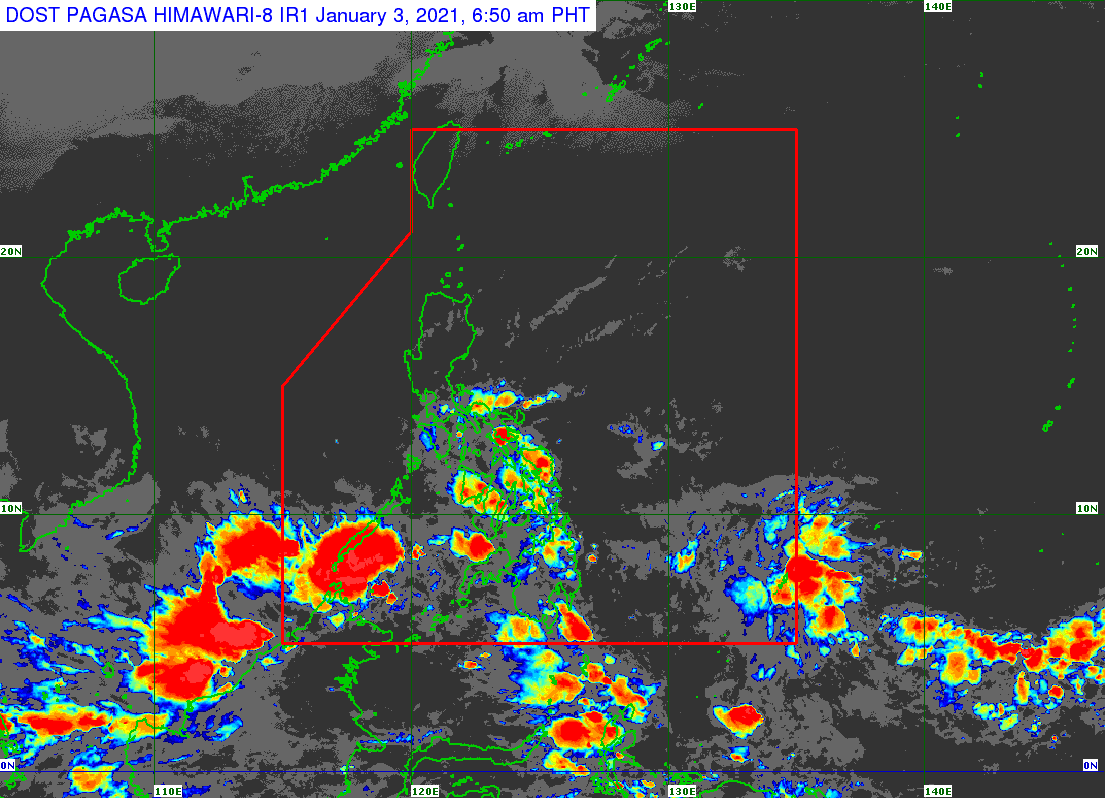 DOST PAGASA HIMAWARI-8 IR1 January 3, 2021, 6:50 am PHT
130E 140E
20N 20N
10N 10N
0N 0N
110E 120E 130E 140E